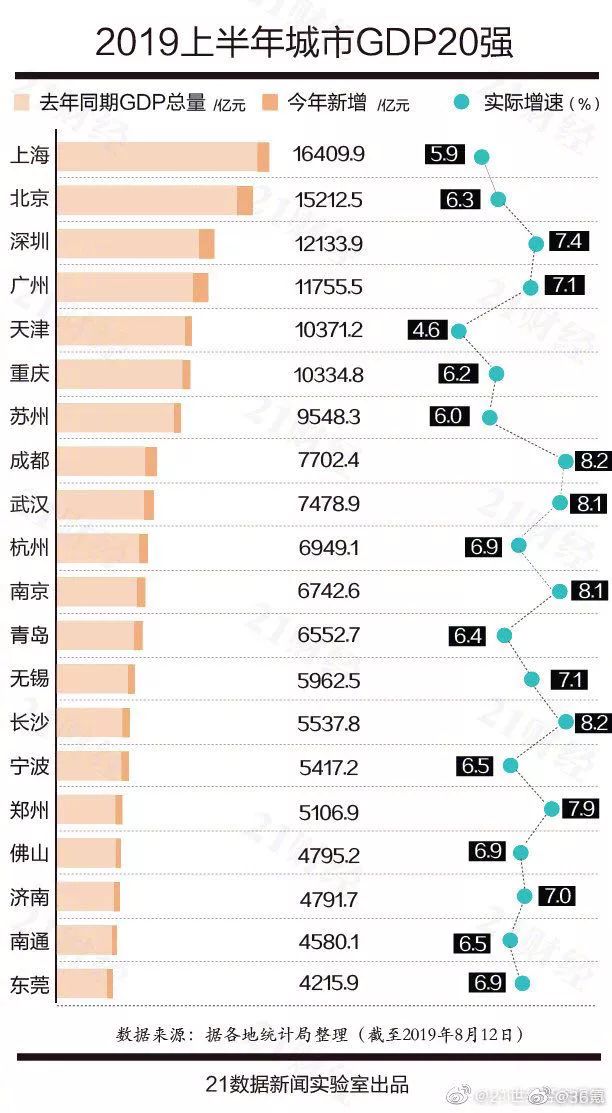 2019上半年城市GDP20强
去年同期GDP总量 /亿元 今年新增 /亿元 实际增速(%)
上海 16409.9 5.9
北京 15212.5 6.3
深圳 12133.9 7.4
广州 11755.5 7.1
天津 10371.2 4.6
重庆 10334.8 6.2
苏州 9548.3 6.0
成都 7702.4 8.2
武汉 7478.9 8.1
杭州 6949.1 6.9
南京 6742.6 8.1
青岛 6552.7 6.4
无锡 5962.5 7.1
长沙 5537.8 8.2
宁波 5417.2 6.5
郑州 5106.9 7.9
佛山 4795.2 6.9
济南 4791.7 7.0
南通 4580.1 6.5
东莞 4215.9 6.9
数据来源：据各地统计局整理（截至2019年8月12日）
21数据新闻实验室出品
@36氪
21财经